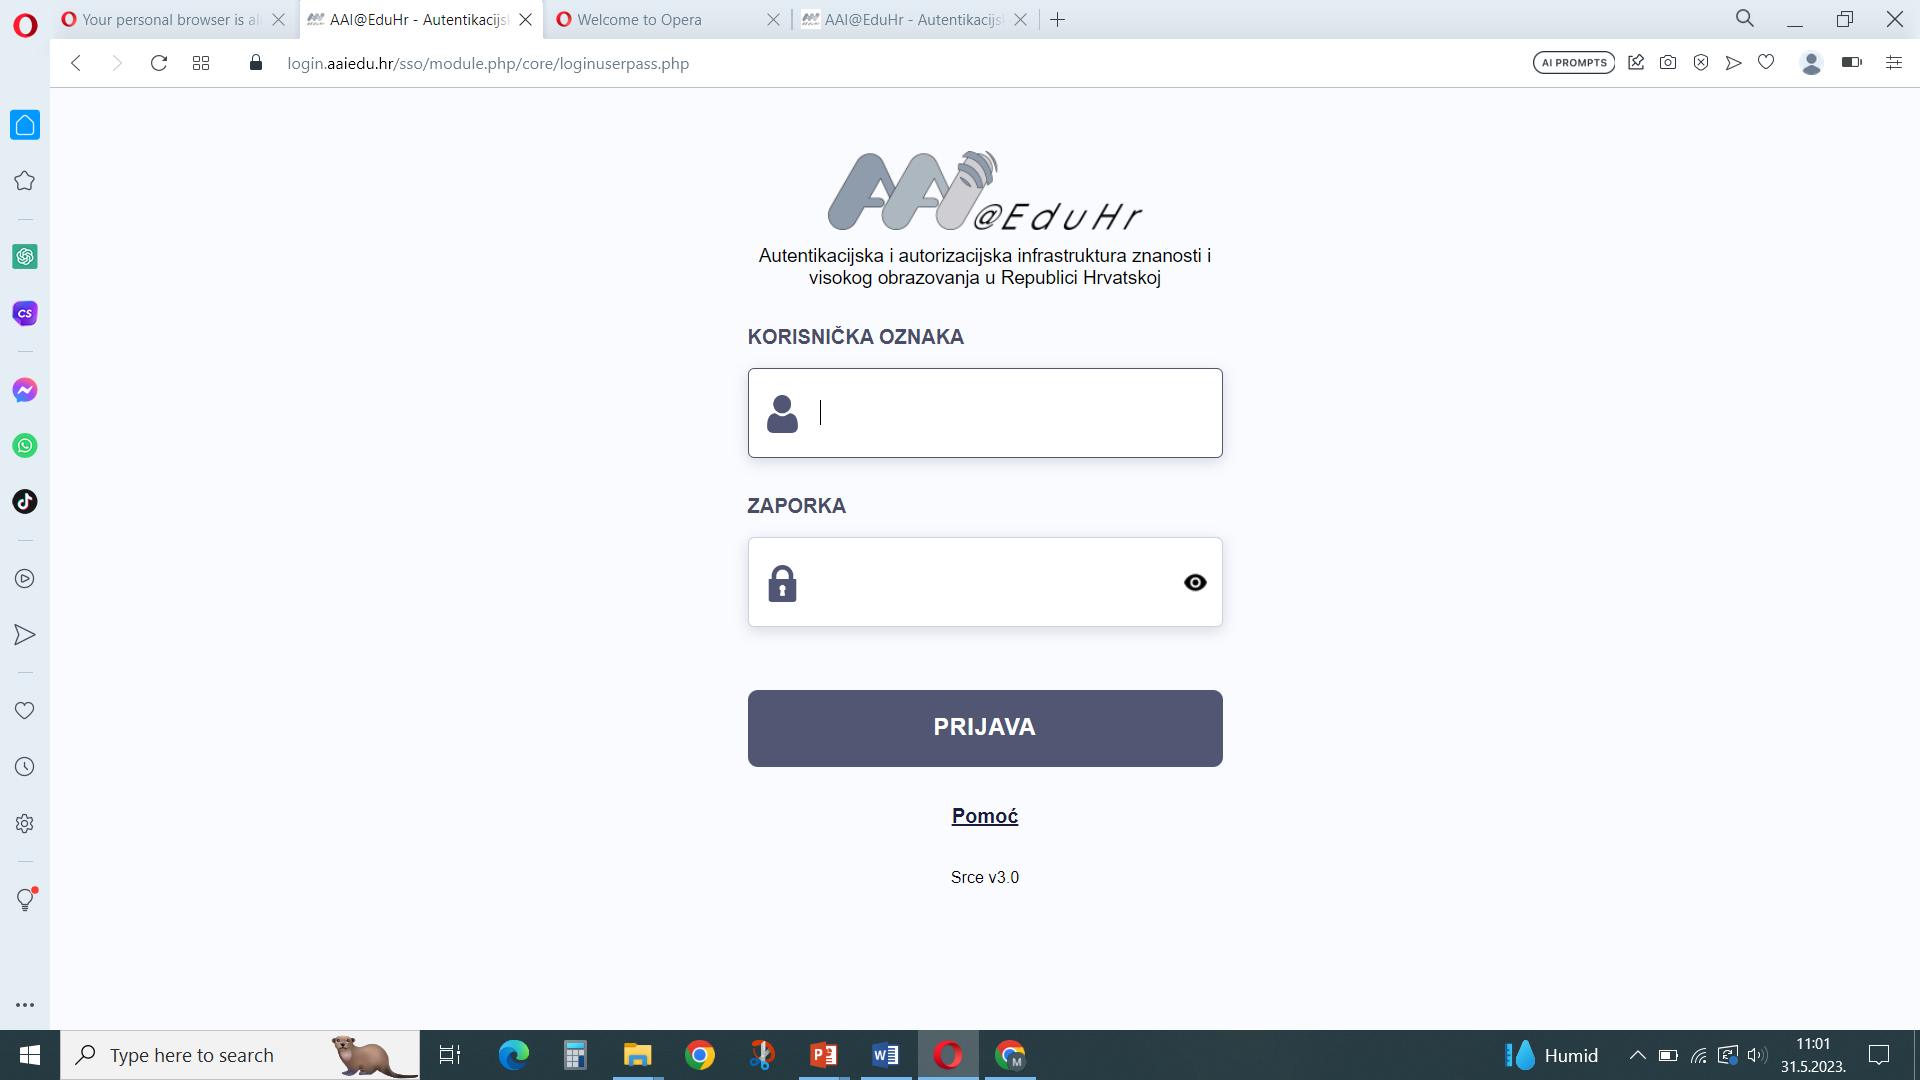 Your personal browser is al
AAI@EduHr - Autentikacijs
Welcome to Opera
AAI@EduHr - Autentikacijs
login.aaiedu.hr/sso/module.php/core/loginuserpass.php
AI PROMPTS
CS
AAI@EduHr
Autentikacijska i autorizacijska infrastruktura znanosti i
visokog obrazovanja u Republici Hrvatskoj
KORISNIČKA OZNAKA
ZAPORKA
PRIJAVA
Pomoć
Srce v3.0
Type here to search
Humid
11:01
31.5.2023.